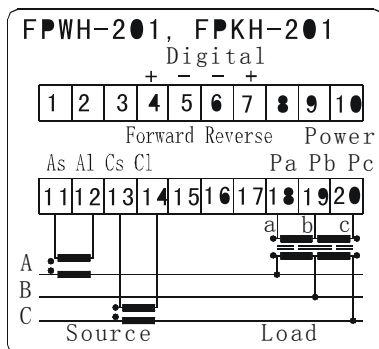 FPWH-201, FPKH-201
Digital
+ − − +
1 2 3 4 5 6 7 8 9 10
Forward Reverse Power
As Al Cs Cl Pa Pb Pc
11 12 13 14 15 16 17 18 19 20
a b c
A
B
C
Source Load